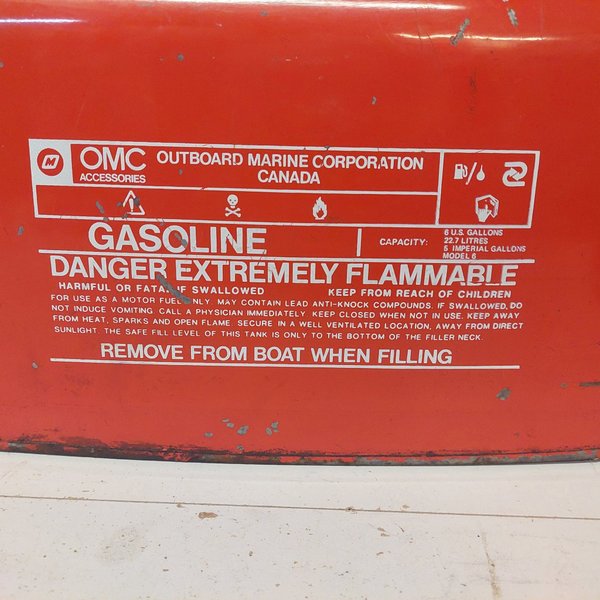 OMC OUTBOARD MARINE CORPORATION
ACCESSORIES CANADA
GASOLINE
CAPACITY:
6 U.S. GALLONS
22.7 LITRES
5 IMPERIAL GALLONS
MODEL 6
DANGER EXTREMELY FLAMMABLE
HARMFUL OR FATAL IF SWALLOWED KEEP FROM REACH OF CHILDREN
FOR USE AS A MOTOR FUEL ONLY. MAY CONTAIN LEAD ANTI-KNOCK COMPOUNDS. IF SWALLOWED, DO
NOT INDUCE VOMITING. CALL A PHYSICIAN IMMEDIATELY. KEEP CLOSED WHEN NOT IN USE. KEEP AWAY
FROM HEAT, SPARKS AND OPEN FLAME. SECURE IN A WELL VENTILATED LOCATION, AWAY FROM DIRECT
SUNLIGHT. THE SAFE FILL LEVEL OF THIS TANK IS ONLY TO THE BOTTOM OF THE FILLER NECK.
REMOVE FROM BOAT WHEN FILLING